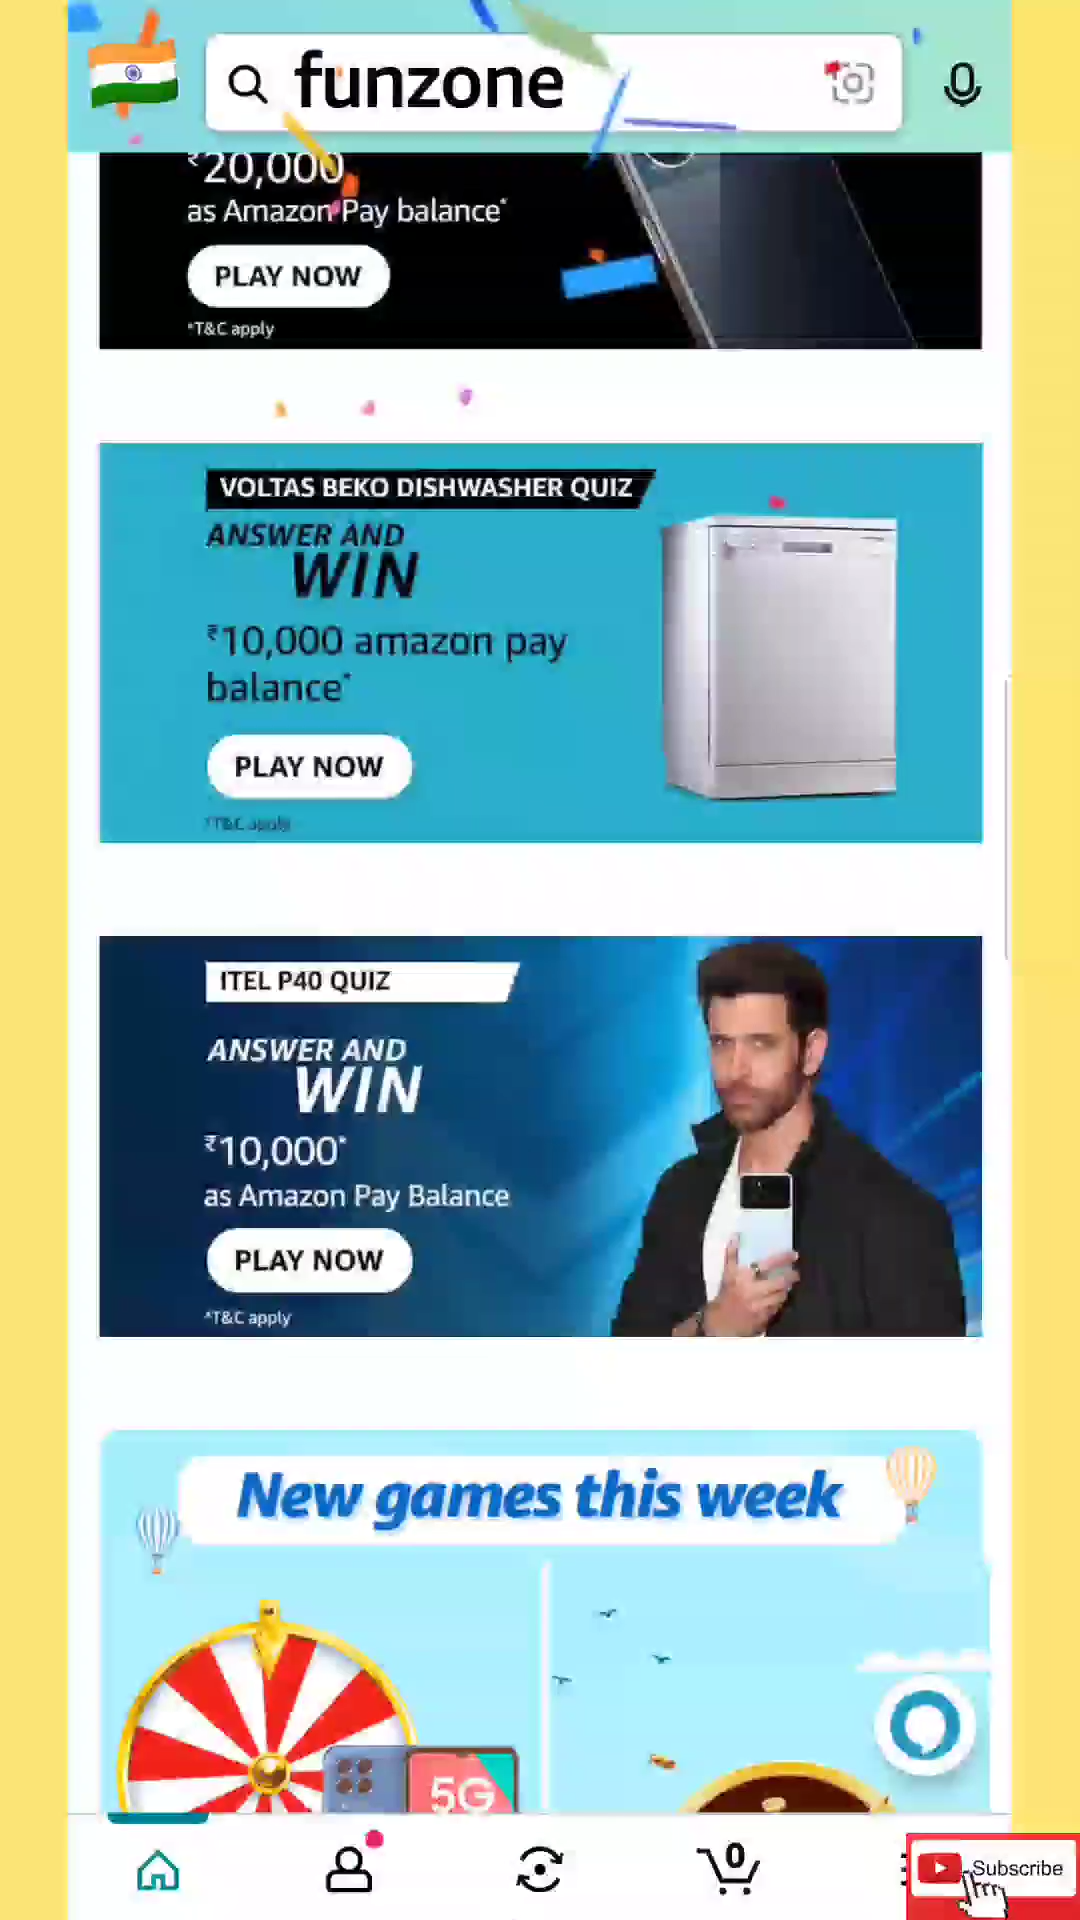 funzone
₹20,000
as Amazon Pay balance*
PLAY NOW
*T&C apply
VOLTAS BEKO DISHWASHER QUIZ
ANSWER AND
WIN
₹10,000 amazon pay
balance*
PLAY NOW
*T&C apply
ITEL P40 QUIZ
ANSWER AND
WIN
₹10,000*
as Amazon Pay Balance
PLAY NOW
*T&C apply
New games this week
5G
0
Subscribe